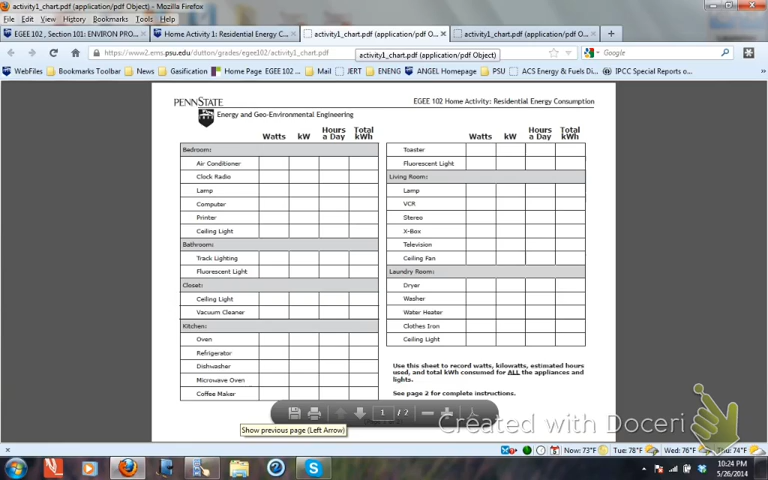 activity1_chart.pdf (application/pdf Object) - Mozilla Firefox
File Edit View History Bookmarks Tools Help
EGEE 102 , Section 101: ENVIRON PRO...
Home Activity 1: Residential Energy C...
activity1_chart.pdf (application/pdf O...
activity1_chart.pdf (application/pdf O...
https://www2.ems.psu.edu/dutton/grades/egee102/activity1_chart.pdf
activity1_chart.pdf (application/pdf Object)
Google
WebFiles Bookmarks Toolbar News Gasification Home Page EGEE 102 ... Mail JERT ENENG ANGEL Homepage PSU ACS Energy & Fuels Di... IPCC Special Reports o...
PENNSTATE
EGEE 102 Home Activity: Residential Energy Consumption
Energy and Geo-Environmental Engineering
Watts kW Hours a Day Total kWh
Bedroom:
Air Conditioner
Clock Radio
Lamp
Computer
Printer
Ceiling Light
Bathroom:
Track Lighting
Fluorescent Light
Closet:
Ceiling Light
Vacuum Cleaner
Kitchen:
Oven
Refrigerator
Dishwasher
Microwave Oven
Coffee Maker
Watts kW Hours a Day Total kWh
Toaster
Fluorescent Light
Living Room:
Lamp
VCR
Stereo
X-Box
Television
Ceiling Fan
Laundry Room:
Dryer
Washer
Water Heater
Clothes Iron
Ceiling Light
Use this sheet to record watts, kilowatts, estimated hours
used, and total kWh consumed for ALL the appliances and
lights.
See page 2 for complete instructions.
1 / 2
Show previous page (Left Arrow)
Created with Doceri
Now: 73°F Tue: 78°F Wed: 76°F Thu: 74°F
10:24 PM
5/26/2014